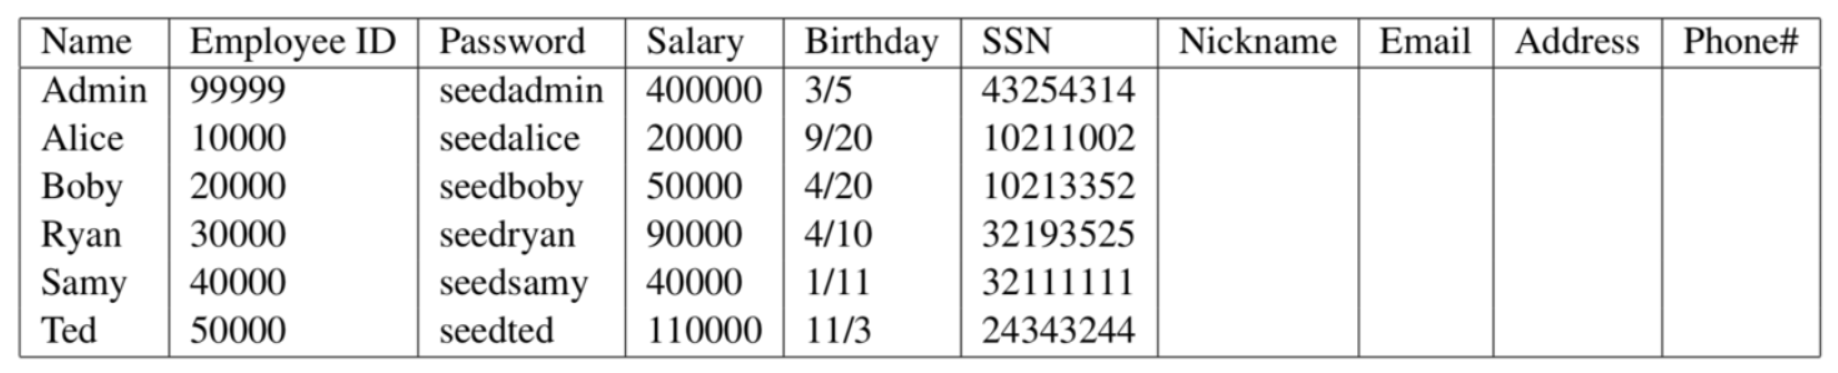 Name Employee ID Password Salary Birthday SSN Nickname Email Address Phone#
Admin 99999 seedadmin 400000 3/5 43254314
Alice 10000 seedalice 20000 9/20 10211002
Boby 20000 seedboby 50000 4/20 10213352
Ryan 30000 seedryan 90000 4/10 32193525
Samy 40000 seedsamy 40000 1/11 32111111
Ted 50000 seedted 110000 11/3 24343244